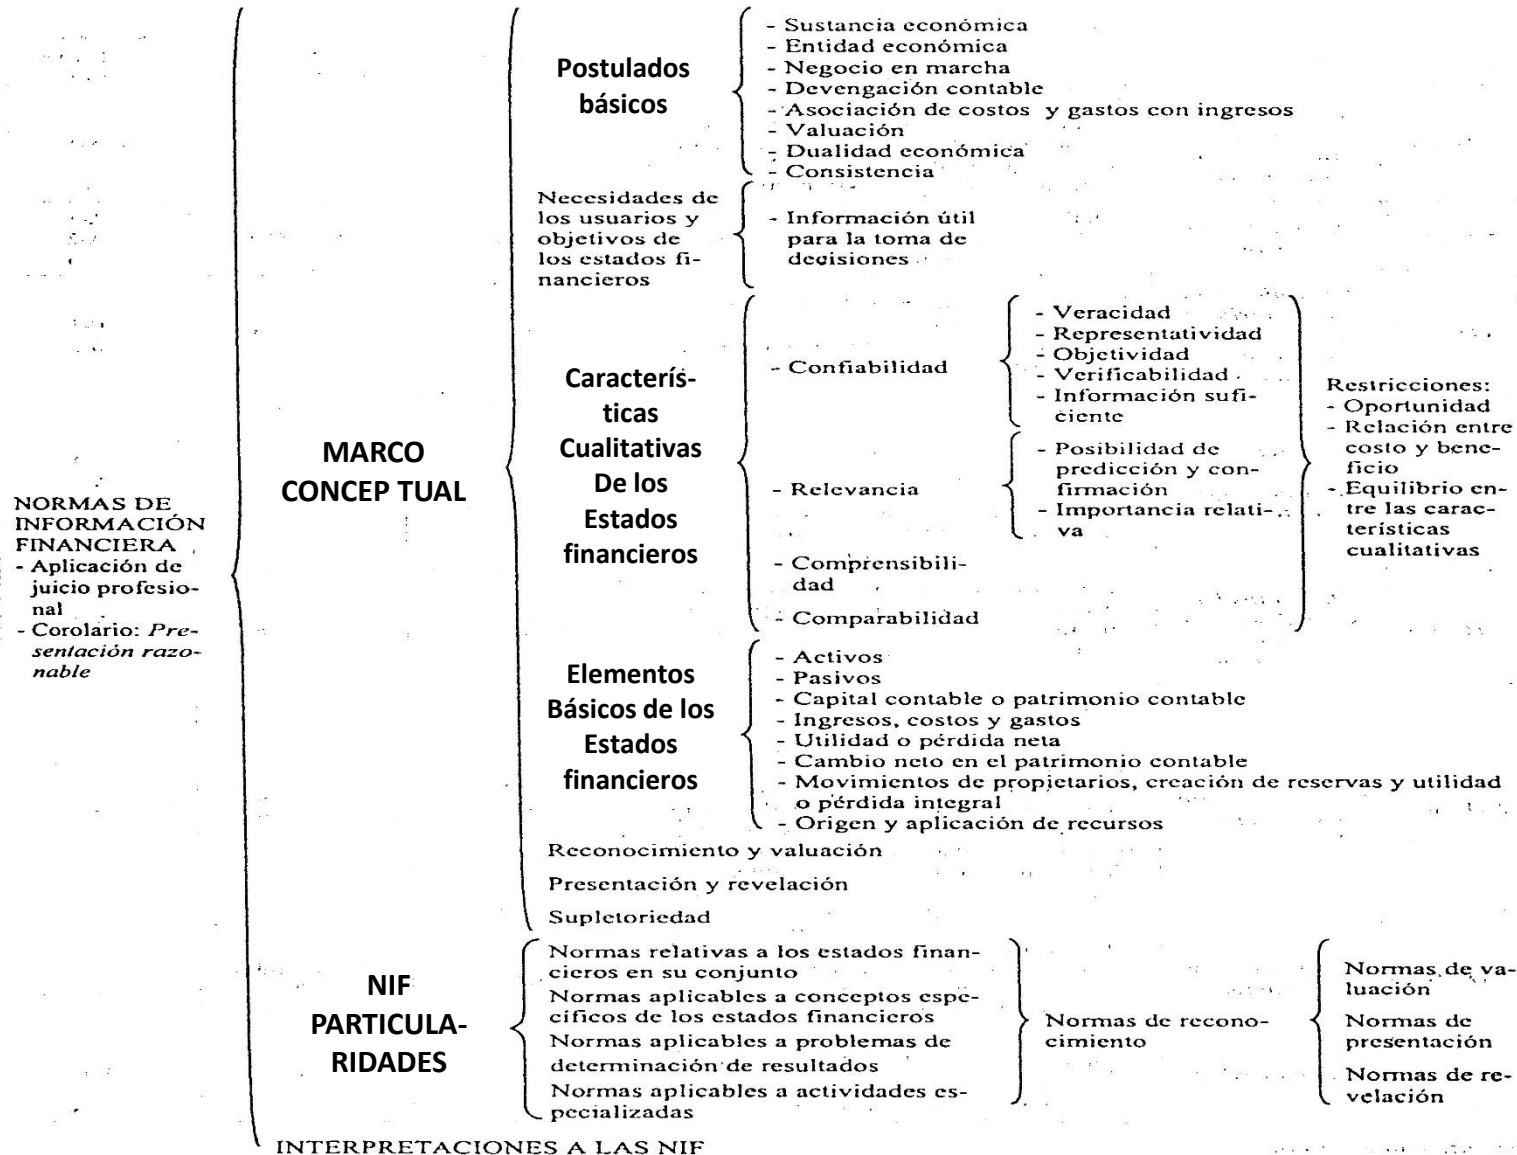 NORMAS DE
INFORMACIÓN
FINANCIERA
- Aplicación de
juicio profesio-
nal
- Corolario: Pre-
sentación razo-
nable
MARCO
CONCEP TUAL
Postulados
básicos
- Sustancia económica
- Entidad económica
- Negocio en marcha
- Devengación contable
- Asociación de costos y gastos con ingresos
- Valuación
- Dualidad económica
- Consistencia
Necesidades de
los usuarios y
objetivos de
los estados fi-
nancieros
- Información útil
para la toma de
decisiones
Caracterís-
ticas
Cualitativas
De los
Estados
financieros
- Confiabilidad
- Veracidad
- Representatividad
- Objetividad
- Verificabilidad
- Información sufi-
ciente
- Relevancia
- Posibilidad de
predicción y con-
firmación
- Importancia relati-
va
- Comprensibili-
dad
- Comparabilidad
Restricciones:
- Oportunidad
- Relación entre
costo y bene-
ficio
- Equilibrio en-
tre las carac-
terísticas
cualitativas
Elementos
Básicos de los
Estados
financieros
- Activos
- Pasivos
- Capital contable o patrimonio contable
- Ingresos, costos y gastos
- Utilidad o pérdida neta
- Cambio neto en el patrimonio contable
- Movimientos de propietarios, creación de reservas y utilidad
o pérdida integral
- Origen y aplicación de recursos
Reconocimiento y valuación
Presentación y revelación
Supletoriedad
NIF
PARTICULA-
RIDADES
Normas relativas a los estados finan-
cieros en su conjunto
Normas aplicables a conceptos espe-
cíficos de los estados financieros
Normas aplicables a problemas de
determinación de resultados
Normas aplicables a actividades es-
pecializadas
Normas de recono-
cimiento
Normas de va-
luación
Normas de
presentación
Normas de re-
velación
INTERPRETACIONES A LAS NIF